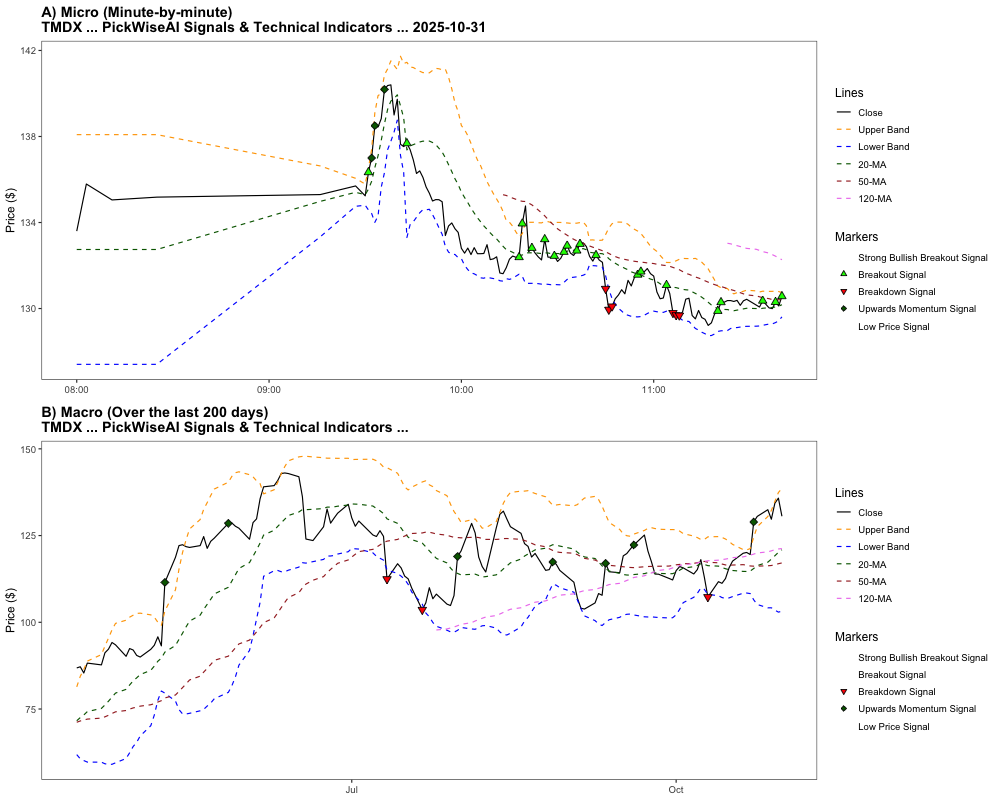 A) Micro (Minute-by-minute)
TMDX ... PickWiseAI Signals & Technical Indicators ... 2025-10-31
Price ($)
142
138
134
130
08:00
09:00
10:00
11:00
Lines
Close
Upper Band
Lower Band
20-MA
50-MA
120-MA
Markers
Strong Bullish Breakout Signal
Breakout Signal
Breakdown Signal
Upwards Momentum Signal
Low Price Signal
B) Macro (Over the last 200 days)
TMDX ... PickWiseAI Signals & Technical Indicators ...
Price ($)
150
125
100
75
Jul
Oct
Lines
Close
Upper Band
Lower Band
20-MA
50-MA
120-MA
Markers
Strong Bullish Breakout Signal
Breakout Signal
Breakdown Signal
Upwards Momentum Signal
Low Price Signal